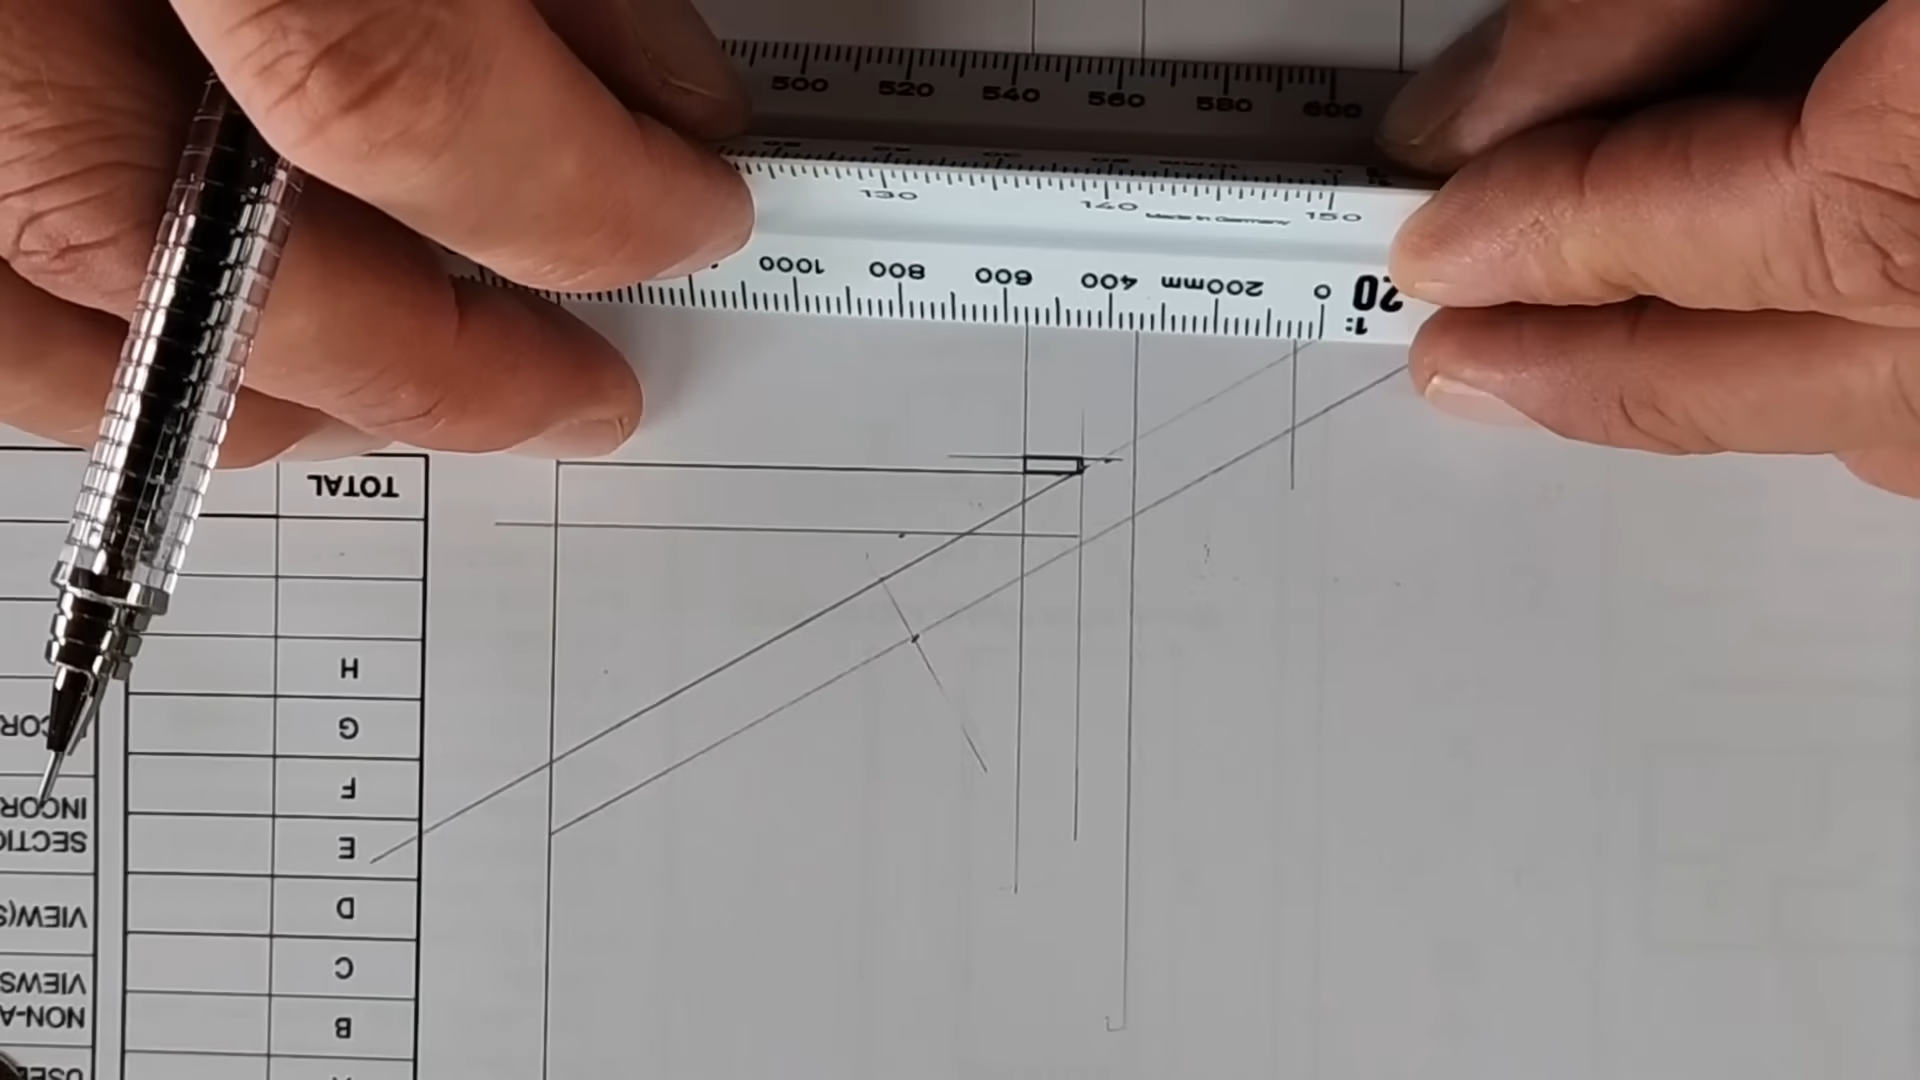 500 520 540 560 580 600
130 140 Made in Germany 150
1000 800 600 400 200mm 0 1:20
TOTAL
H
G
F
E
D
C
B
INCOR
SECTIO
VIEW(S)
VIEWS
NON-A
USED